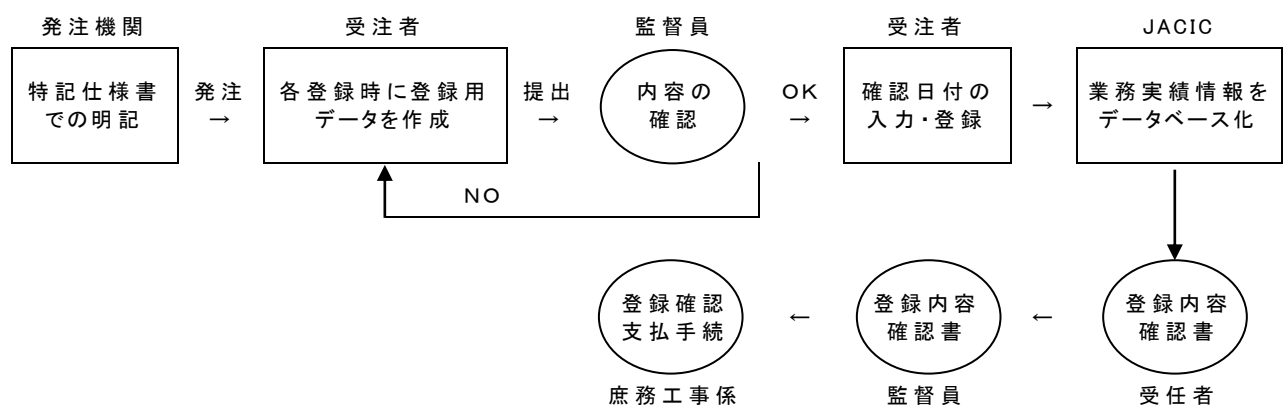 発注機関
受注者
監督員
受注者
JACIC
特記仕様書
での明記
発注
→
各登録時に登録用
データを作成
提出
→
内容の
確認
OK
→
確認日付の
入力・登録
→
業務実績情報を
データベース化
NO
登録確認
支払手続
←
登録内容
確認書
←
登録内容
確認書
庶務工事係
監督員
受任者